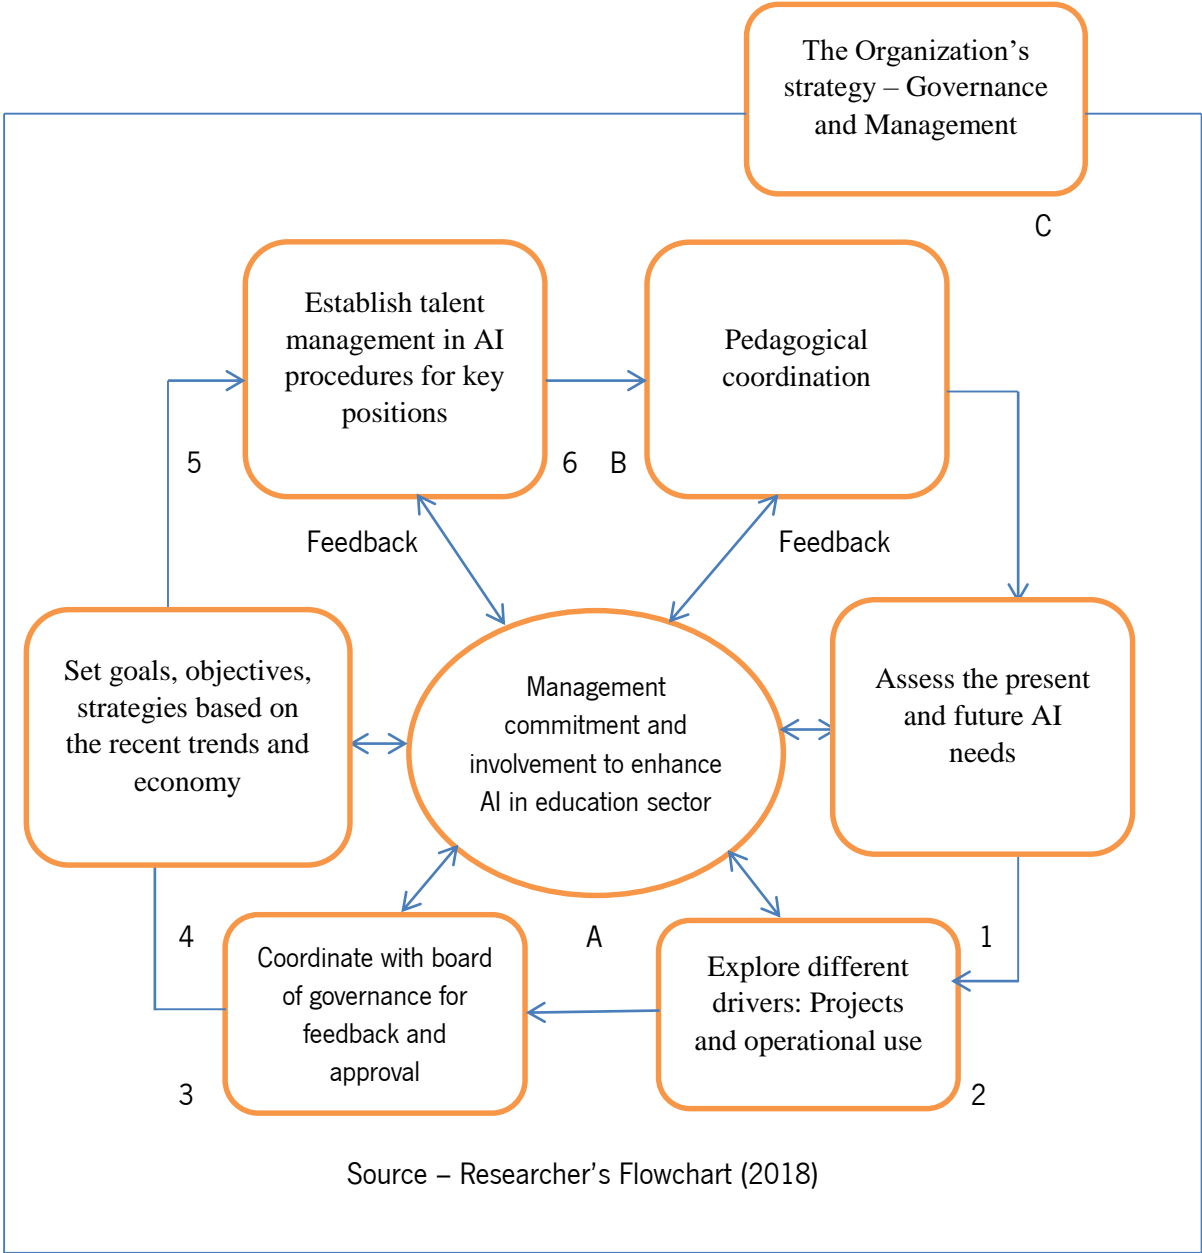 The Organization’s
strategy – Governance
and Management
C
Establish talent
management in AI
procedures for key
positions
Pedagogical
coordination
5
6
B
Feedback
Feedback
Set goals, objectives,
strategies based on
the recent trends and
economy
Management
commitment and
involvement to enhance
AI in education sector
Assess the present
and future AI
needs
4
A
1
Coordinate with board
of governance for
feedback and
approval
Explore different
drivers: Projects
and operational use
3
2
Source – Researcher’s Flowchart (2018)